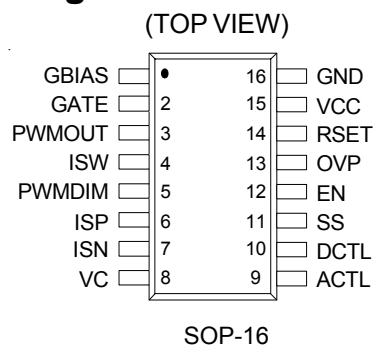 (TOP VIEW)
GBIAS 16 GND
GATE 2 15 VCC
PWMOUT 3 14 RSET
ISW 4 13 OVP
PWMDIM 5 12 EN
ISP 6 11 SS
ISN 7 10 DCTL
VC 8 9 ACTL
SOP-16